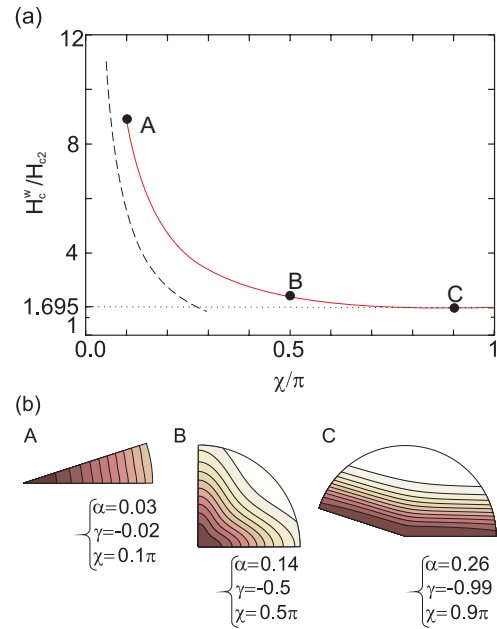 (a)
12
8
4
1.695
1
H_c^w/H_c2
A
B
C
0.0
0.5
1
χ/π
(b)
A
B
C
α=0.03
γ=-0.02
χ=0.1π
α=0.14
γ=-0.5
χ=0.5π
α=0.26
γ=-0.99
χ=0.9π